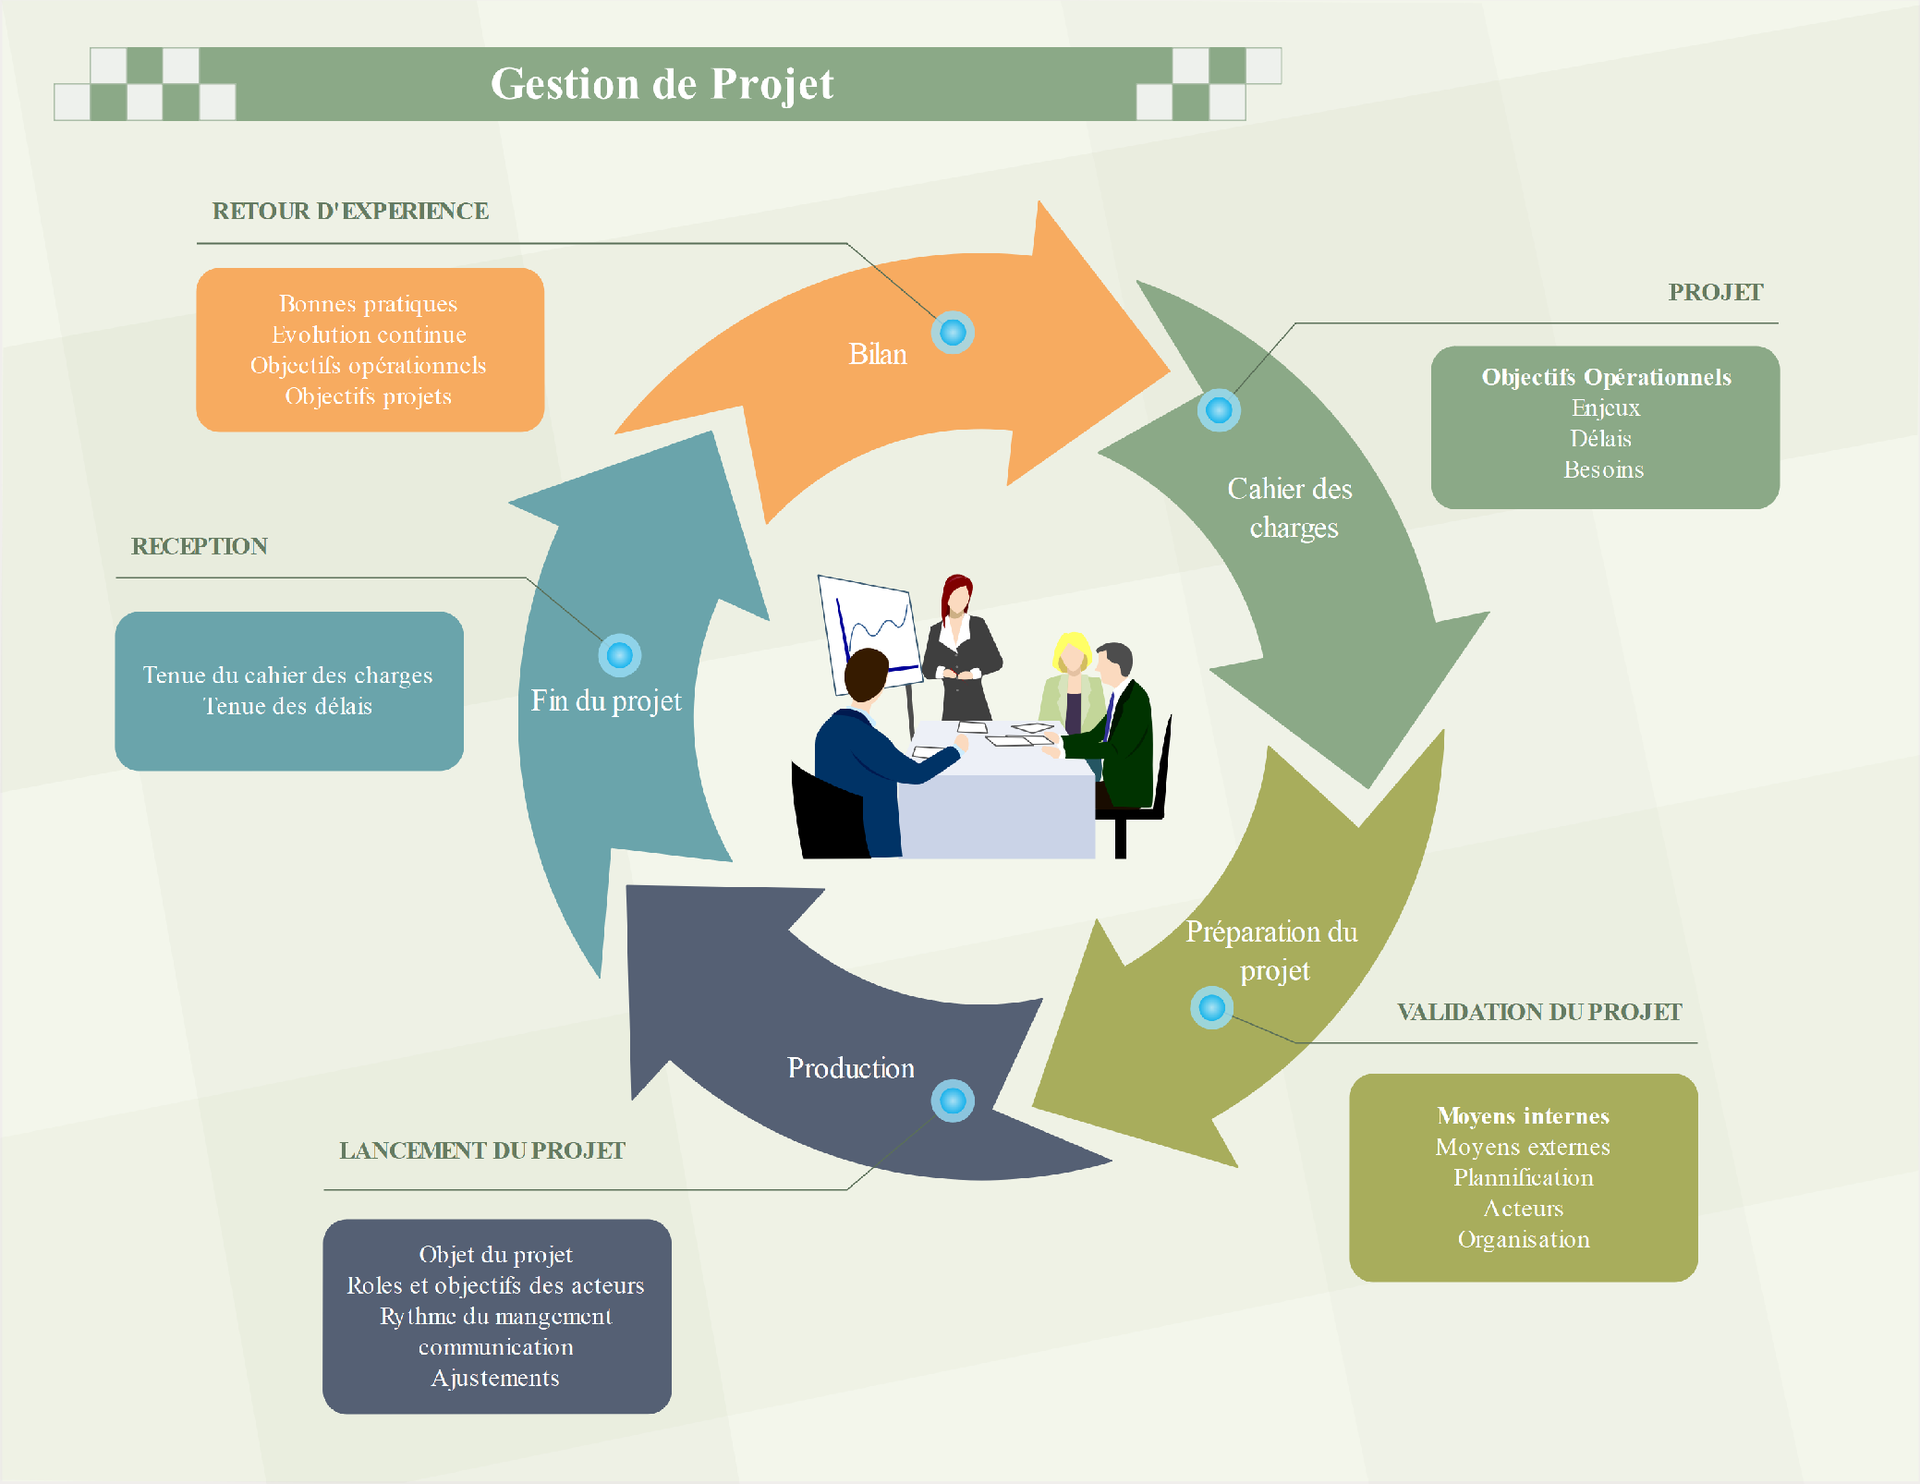 Gestion de Projet
RETOUR D'EXPERIENCE
Bonnes pratiques
Evolution continue
Objectifs opérationnels
Objectifs projets
Bilan
PROJET
Objectifs Opérationnels
Enjeux
Délais
Besoins
Cahier des
charges
RECEPTION
Tenue du cahier des charges
Tenue des délais
Fin du projet
Préparation du
projet
VALIDATION DU PROJET
Moyens internes
Moyens externes
Plannification
Acteurs
Organisation
Production
LANCEMENT DU PROJET
Objet du projet
Roles et objectifs des acteurs
Rythme du mangement
communication
Ajustements